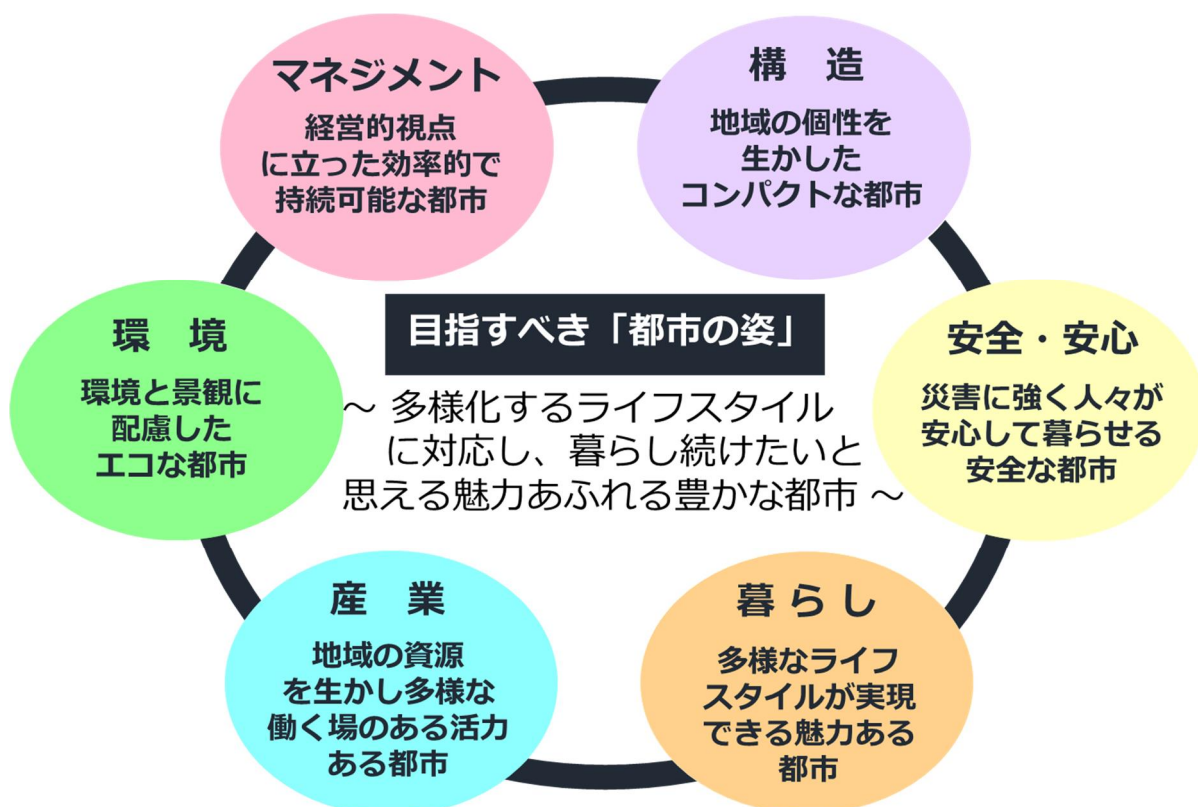 マネジメント
経営的視点
に立った効率的で
持続可能な都市
構　造
地域の個性を
生かした
コンパクトな都市
環　境
環境と景観に
配慮した
エコな都市
目指すべき「都市の姿」
～ 多様化するライフスタイル
に対応し、暮らし続けたいと
思える魅力あふれる豊かな都市 ～
安全・安心
災害に強く人々が
安心して暮らせる
安全な都市
産　業
地域の資源
を生かし多様な
働く場のある活力
ある都市
暮 ら し
多様なライフ
スタイルが実現
できる魅力ある
都市